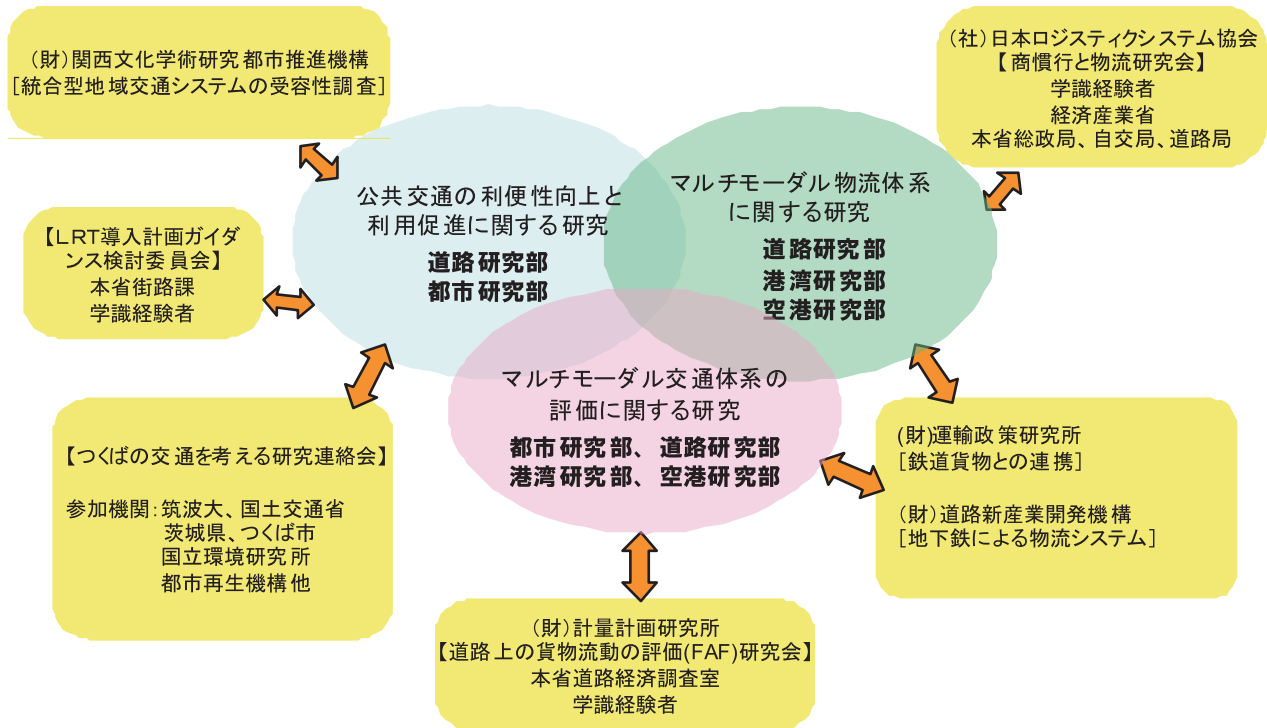 （財）関西文化学術研究都市推進機構
［統合型地域交通システムの受容性調査］
（社）日本ロジスティクシステム協会
【商慣行と物流研究会】
学識経験者
経済産業省
本省総政局、自交局、道路局
公共交通の利便性向上と
利用促進に関する研究
道路研究部
都市研究部
マルチモーダル物流体系
に関する研究
道路研究部
港湾研究部
空港研究部
【ＬＲＴ導入計画ガイダ
ンス検討委員会】
本省街路課
学識経験者
マルチモーダル交通体系の
評価に関する研究
都市研究部、道路研究部
港湾研究部、空港研究部
【つくばの交通を考える研究連絡会】
参加機関：筑波大、国土交通省
茨城県、つくば市
国立環境研究所
都市再生機構他
(財)運輸政策研究所
［鉄道貨物との連携］
（財）道路新産業開発機構
［地下鉄による物流システム］
（財）計量計画研究所
【道路上の貨物流動の評価(FAF)研究会】
本省道路経済調査室
学識経験者